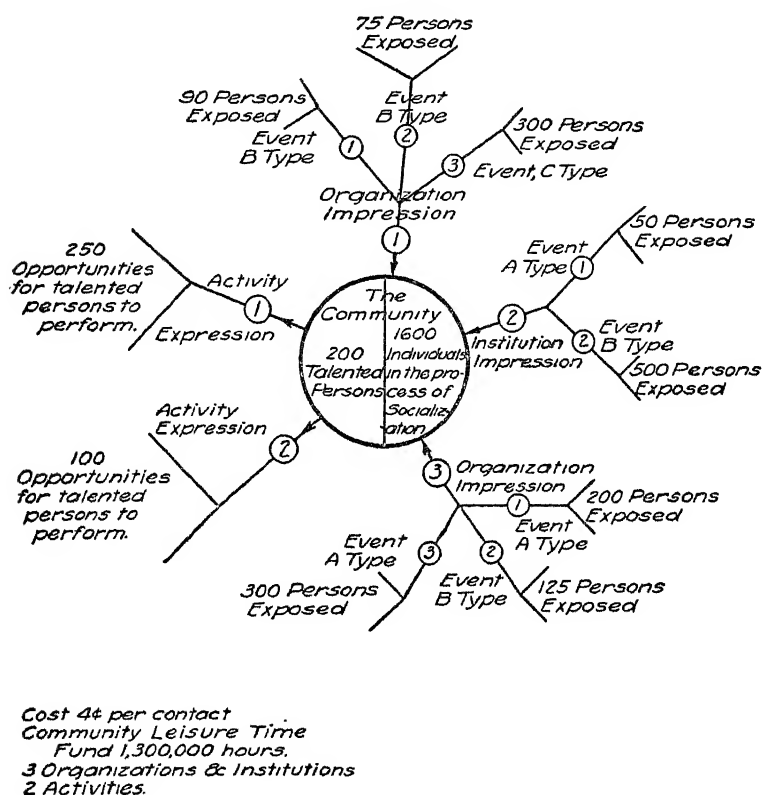 75 Persons
Exposed
90 Persons
Exposed
Event
B Type
1
Event
B Type
2
300 Persons
Exposed
3
Event, C Type
Organization
Impression
1
50 Persons
Exposed
Event
A Type
1
2
Institution
Impression
Event
B Type
2
500 Persons
Exposed
250
Opportunities
for talented
persons to
perform.
Activity
1
Expression
The
Community
200
Talented
Persons
1600
Individuals
in the pro-
cess of
Socializ-
ation
Activity
Expression
2
100
Opportunities
for talented
persons to
perform.
3
Organization
Impression
1
Event
A Type
200 Persons
Exposed
Event
A Type
3
300 Persons
Exposed
2
Event
B Type
125 Persons
Exposed
Cost 4¢ per contact
Community Leisure Time
Fund 1,300,000 hours.
3 Organizations & Institutions
2 Activities.